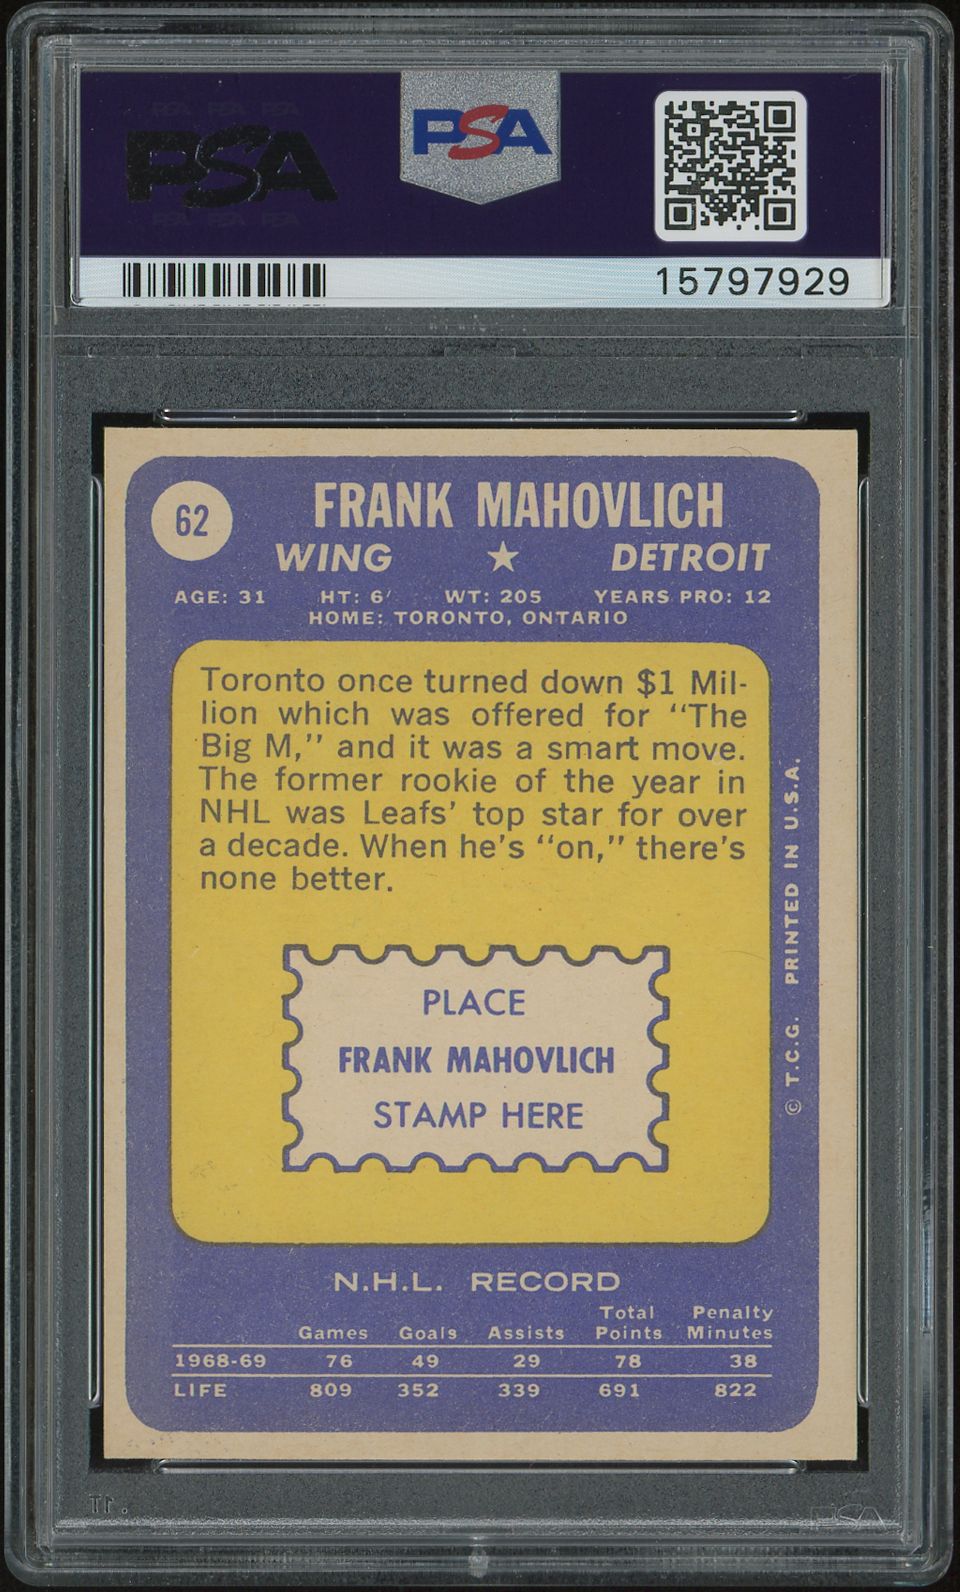 PSA
PSA
15797929
62
FRANK MAHOVLICH
WING ★ DETROIT
AGE: 31 HT: 6' WT: 205 YEARS PRO: 12
HOME: TORONTO, ONTARIO
Toronto once turned down $1 Mil-
lion which was offered for "The
Big M," and it was a smart move.
The former rookie of the year in
NHL was Leafs' top star for over
a decade. When he's "on," there's
none better.
PLACE
FRANK MAHOVLICH
STAMP HERE
© T.C.G. PRINTED IN U.S.A.
N.H.L. RECORD
Games Goals Assists Total Points Penalty Minutes
1968-69 76 49 29 78 38
LIFE 809 352 339 691 822
PSA